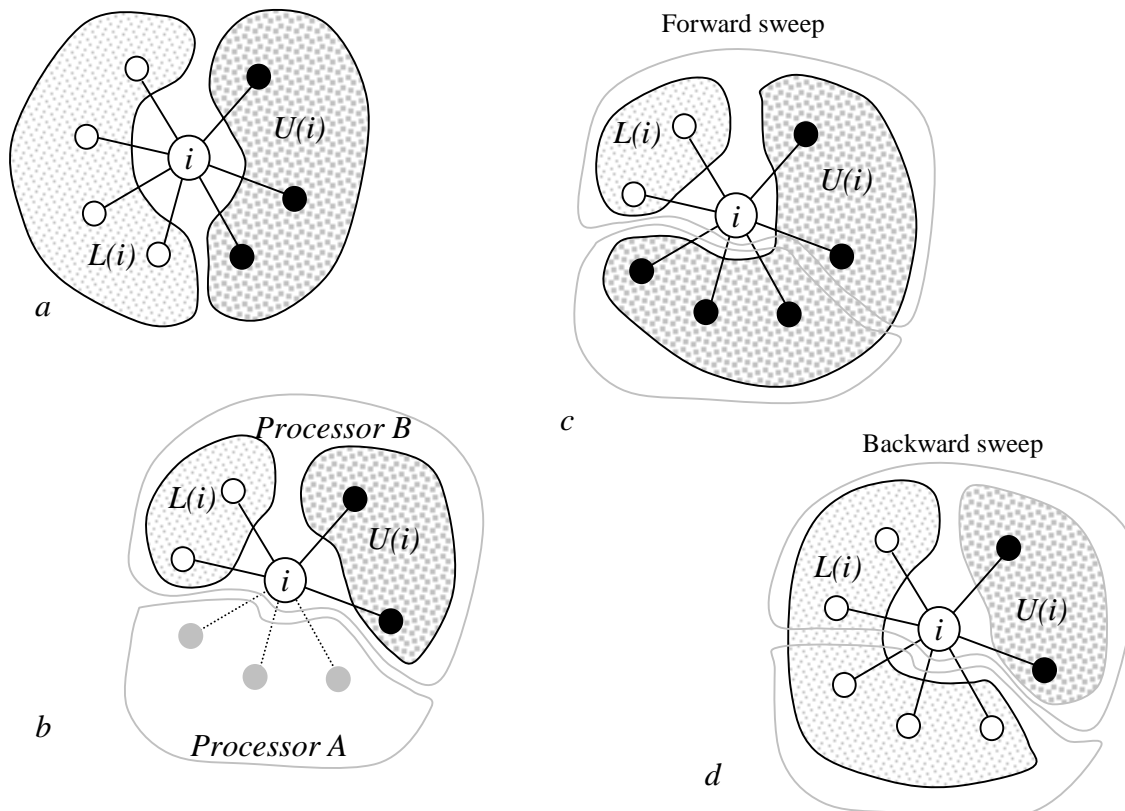 U(i)
i
L(i)
a
Forward sweep
L(i)
U(i)
i
c
Processor B
L(i)
U(i)
i
b
Processor A
Backward sweep
L(i)
U(i)
i
d